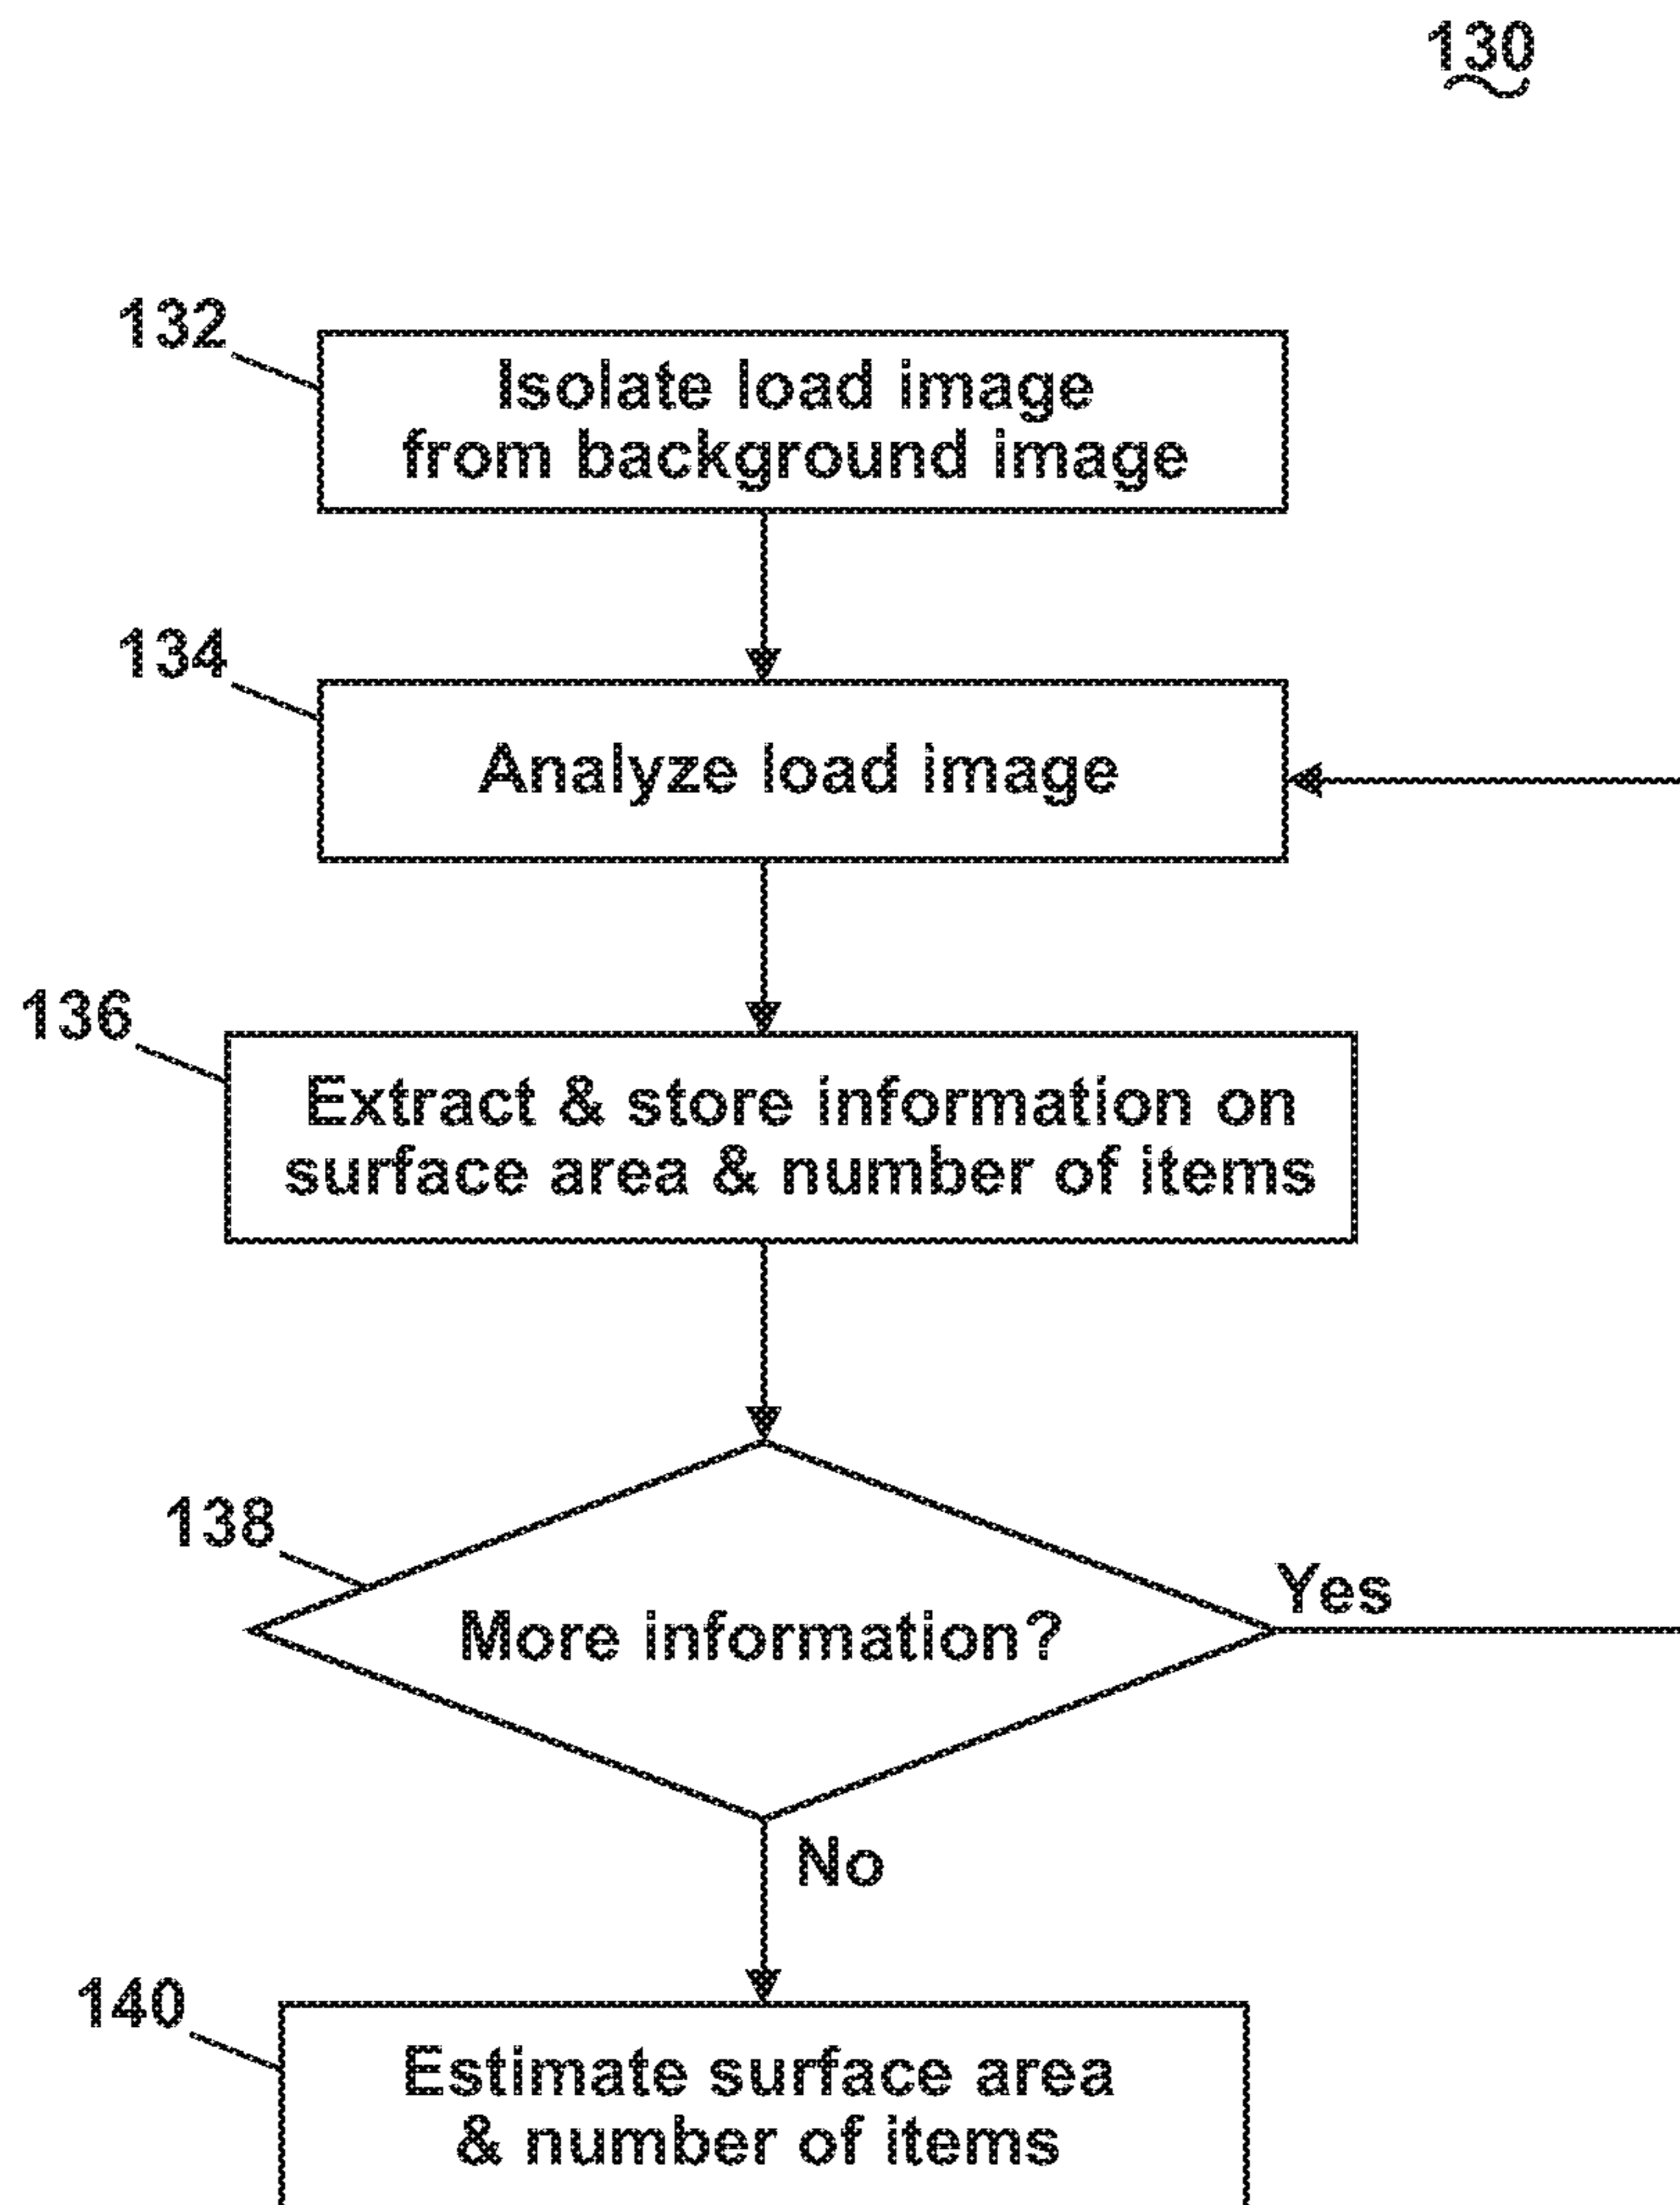 130
132
Isolate load image
from background image
134
Analyze load image
136
Extract & store information on
surface area & number of items
138
More information?
Yes
No
140
Estimate surface area
& number of items